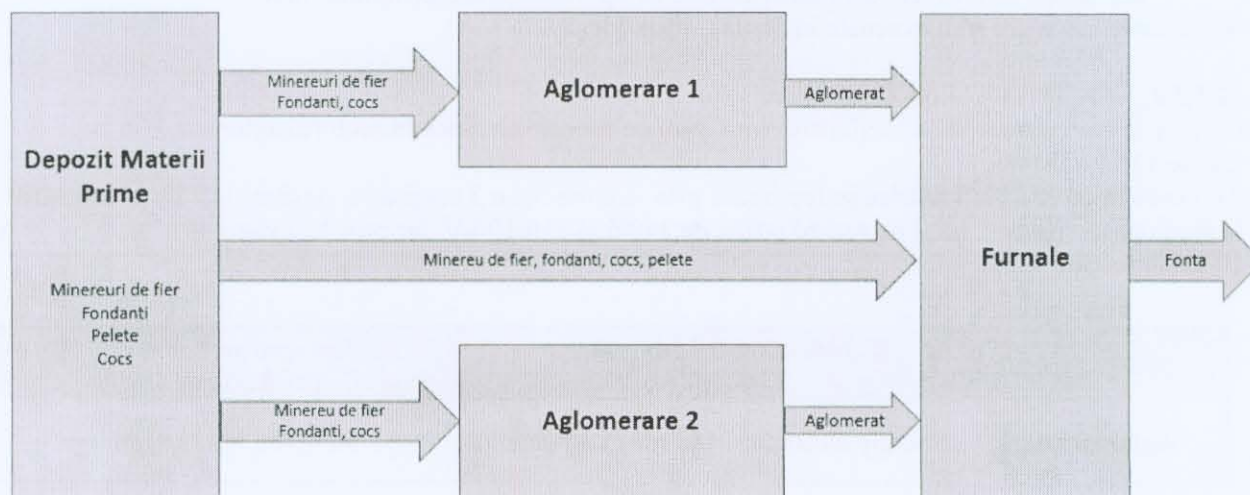 Depozit Materii
Prime
Minereuri de fier
Fondanti
Pelete
Cocs
Minereuri de fier
Fondanti, cocs
Aglomerare 1
Aglomerat
Minereu de fier, fondanti, cocs, pelete
Furnale
Fonta
Minereu de fier
Fondanti, cocs
Aglomerare 2
Aglomerat